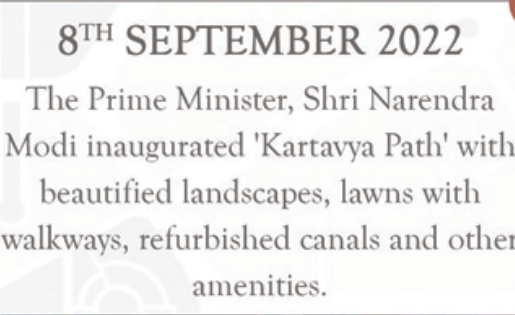 8TH SEPTEMBER 2022
The Prime Minister, Shri Narendra
Modi inaugurated 'Kartavya Path' with
beautified landscapes, lawns with
walkways, refurbished canals and other
amenities.